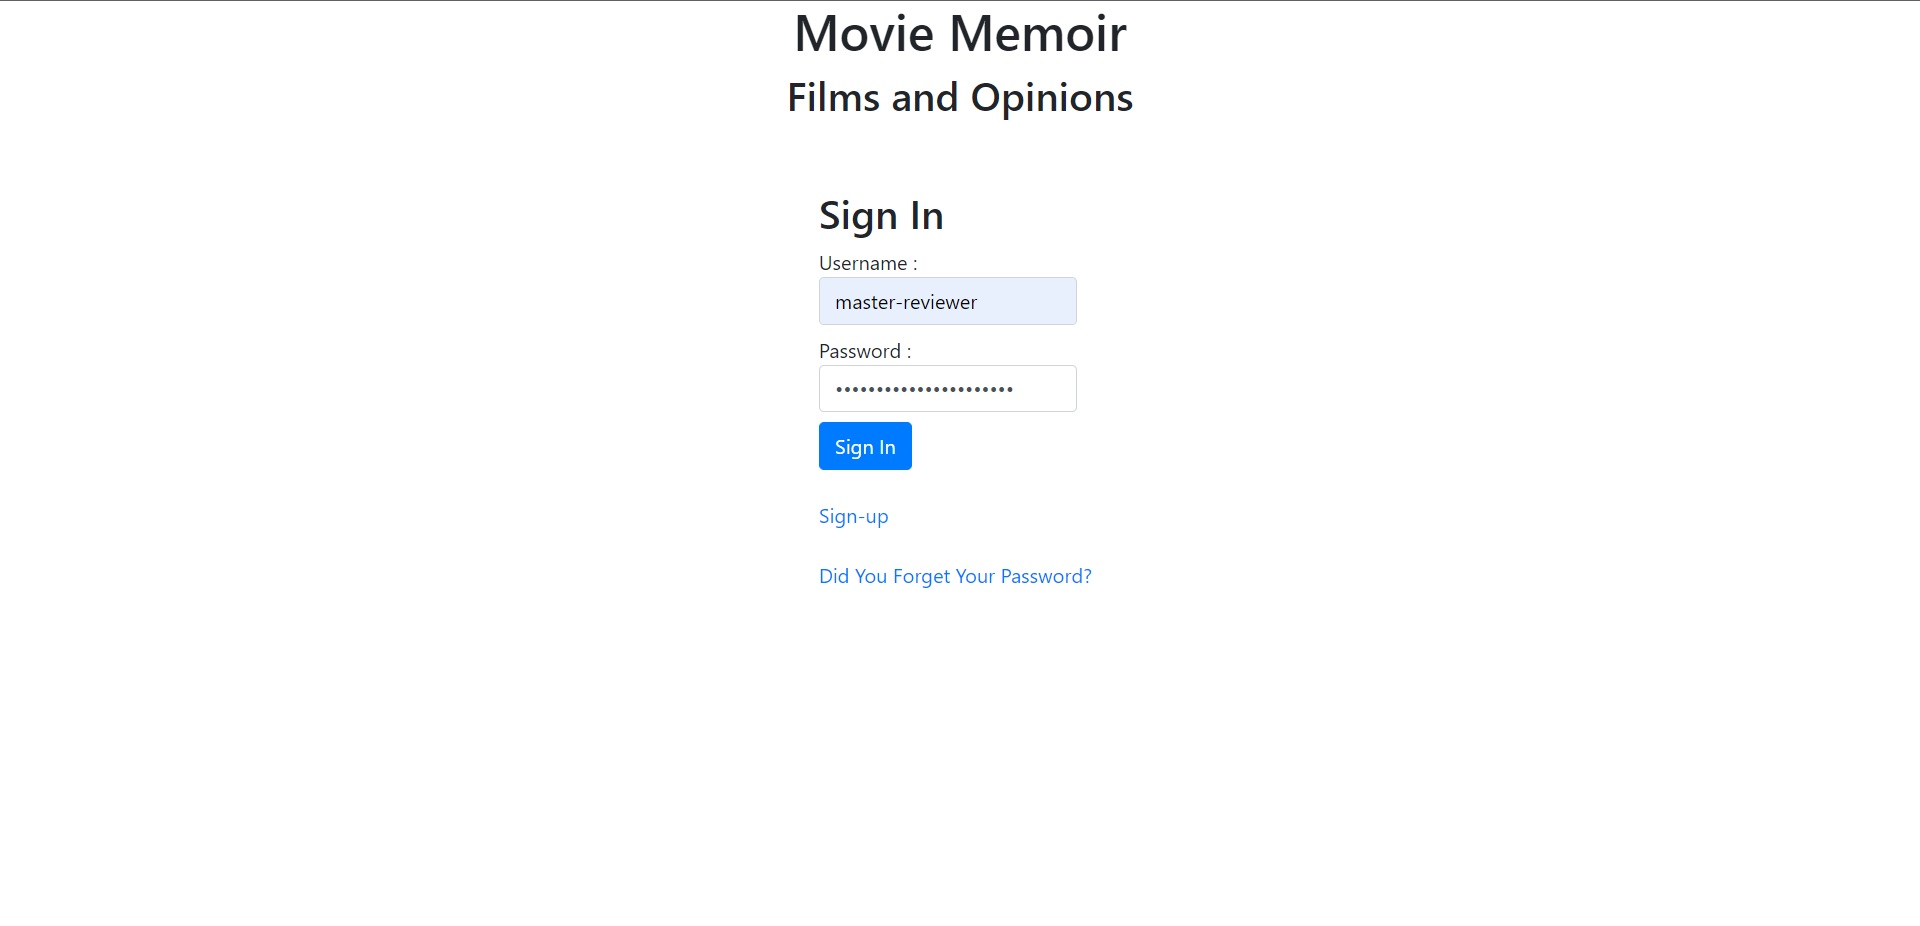 Movie Memoir
Films and Opinions
Sign In
Username :
master-reviewer
Password :
••••••••••••••••••••••
Sign In
Sign-up
Did You Forget Your Password?